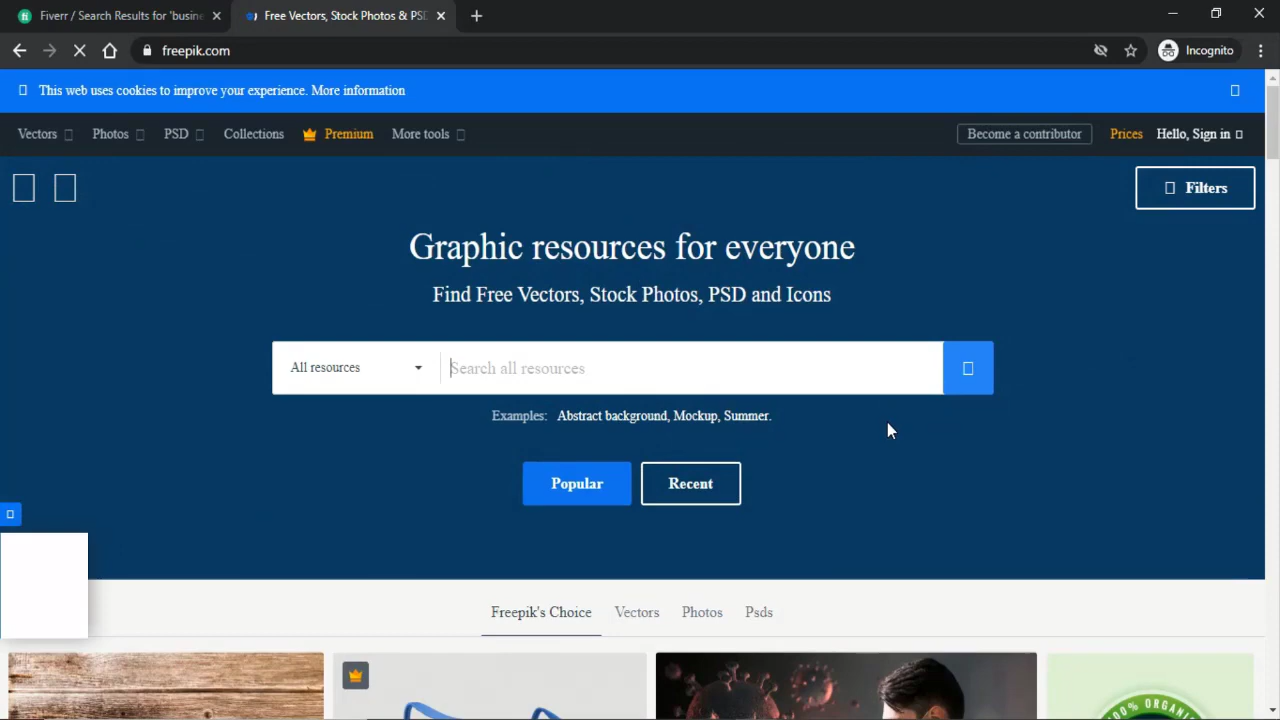 Fiverr / Search Results for 'busine
Free Vectors, Stock Photos & PSD
freepik.com
Incognito
This web uses cookies to improve your experience. More information
Vectors
Photos
PSD
Collections
Premium
More tools
Become a contributor
Prices
Hello, Sign in
Filters
Graphic resources for everyone
Find Free Vectors, Stock Photos, PSD and Icons
All resources
Search all resources
Examples: Abstract background, Mockup, Summer.
Popular
Recent
Freepik's Choice
Vectors
Photos
Psds
100% ORGANIC